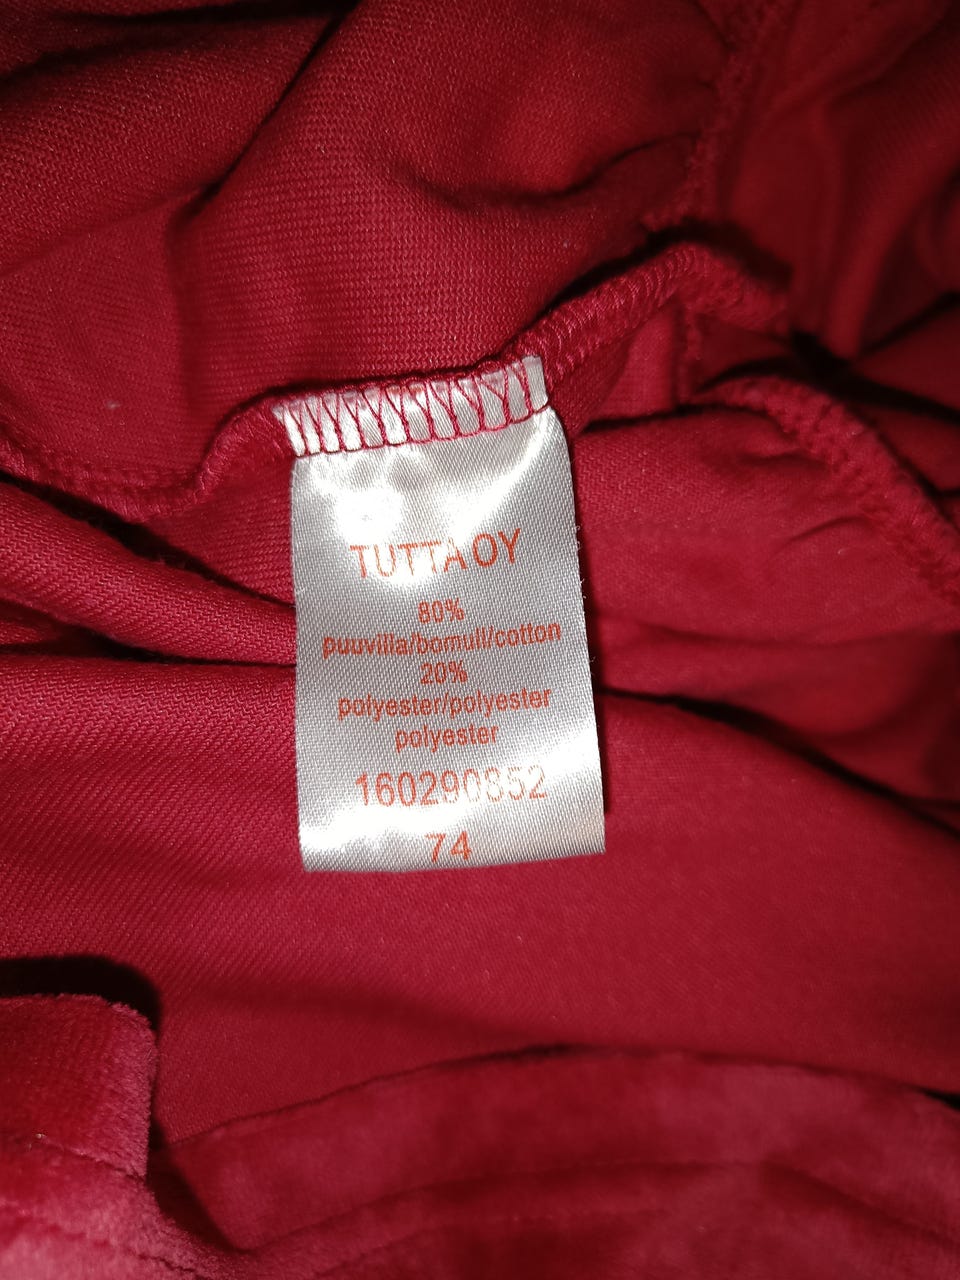 TUTTA OY
80%
puuvilla/bomull/cotton
20%
polyester/polyester
polyester
160290852
74